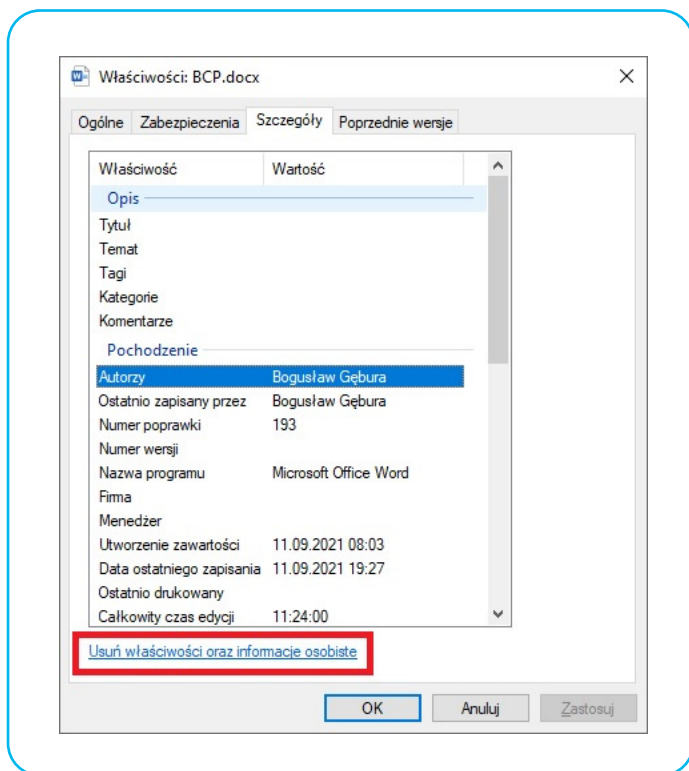 Właściwości: BCP.docx
Ogólne Zabezpieczenia Szczegóły Poprzednie wersje
Właściwość Wartość
Opis
Tytuł
Temat
Tagi
Kategorie
Komentarze
Pochodzenie
Autorzy Bogusław Gębura
Ostatnio zapisany przez Bogusław Gębura
Numer poprawki 193
Numer wersji
Nazwa programu Microsoft Office Word
Firma
Menedżer
Utworzenie zawartości 11.09.2021 08:03
Data ostatniego zapisania 11.09.2021 19:27
Ostatnio drukowany
Całkowity czas edycji 11:24:00
Usuń właściwości oraz informacje osobiste
OK Anuluj Zastosuj